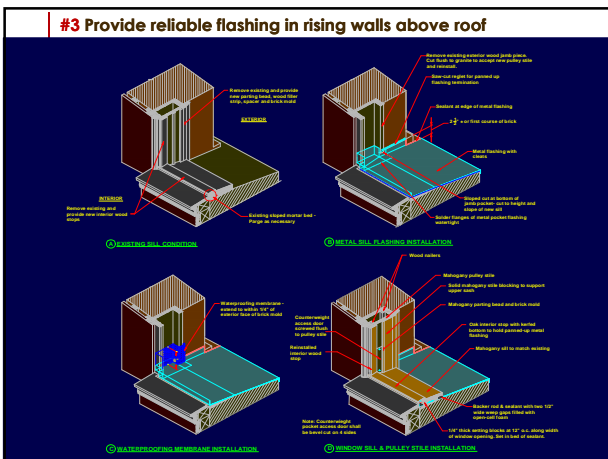 #3 Provide reliable flashing in rising walls above roof
Remove existing and provide
new parting bead, wood filler
strip, spacer and brick mold
EXTERIOR
INTERIOR
Remove existing and
provide new interior wood
stops
Existing sloped mortar bed -
Parge as necessary
A EXISTING SILL CONDITION
Remove existing exterior wood jamb piece.
Cut flush to granite to accept new pulley stile
and reinstall.
Saw-cut reglet for panned up
flashing termination
Sealant at edge of metal flashing
2½" = or first course of brick
Metal flashing with
cleats
Sloped cut at bottom of
jamb pocket- cut to height and
slope of new sill
Solder flanges of metal pocket flashing
watertight
B METAL SILL FLASHING INSTALLATION
Waterproofing membrane -
extend to within 1/4" of
exterior face of brick mold
C WATERPROOFING MEMBRANE INSTALLATION
Wood nailers
Mahogany pulley stile
Solid mahogany stile blocking to support
upper sash
Mahogany parting bead and brick mold
Counterweight
access door
screwed flush
to pulley stile
Oak interior stop with kerfed
bottom to hold panned-up metal
flashing
Reinstalled
interior wood
stop
Mahogany sill to match existing
Backer rod & sealant with two 1/2"
wide weep gaps filled with
open-cell foam
Note: Counterweight
pocket access door shall
be bevel cut on 4 sides
1/4" thick setting blocks at 12" o.c. along width
of window opening. Set in bed of sealant.
D WINDOW SILL & PULLEY STILE INSTALLATION